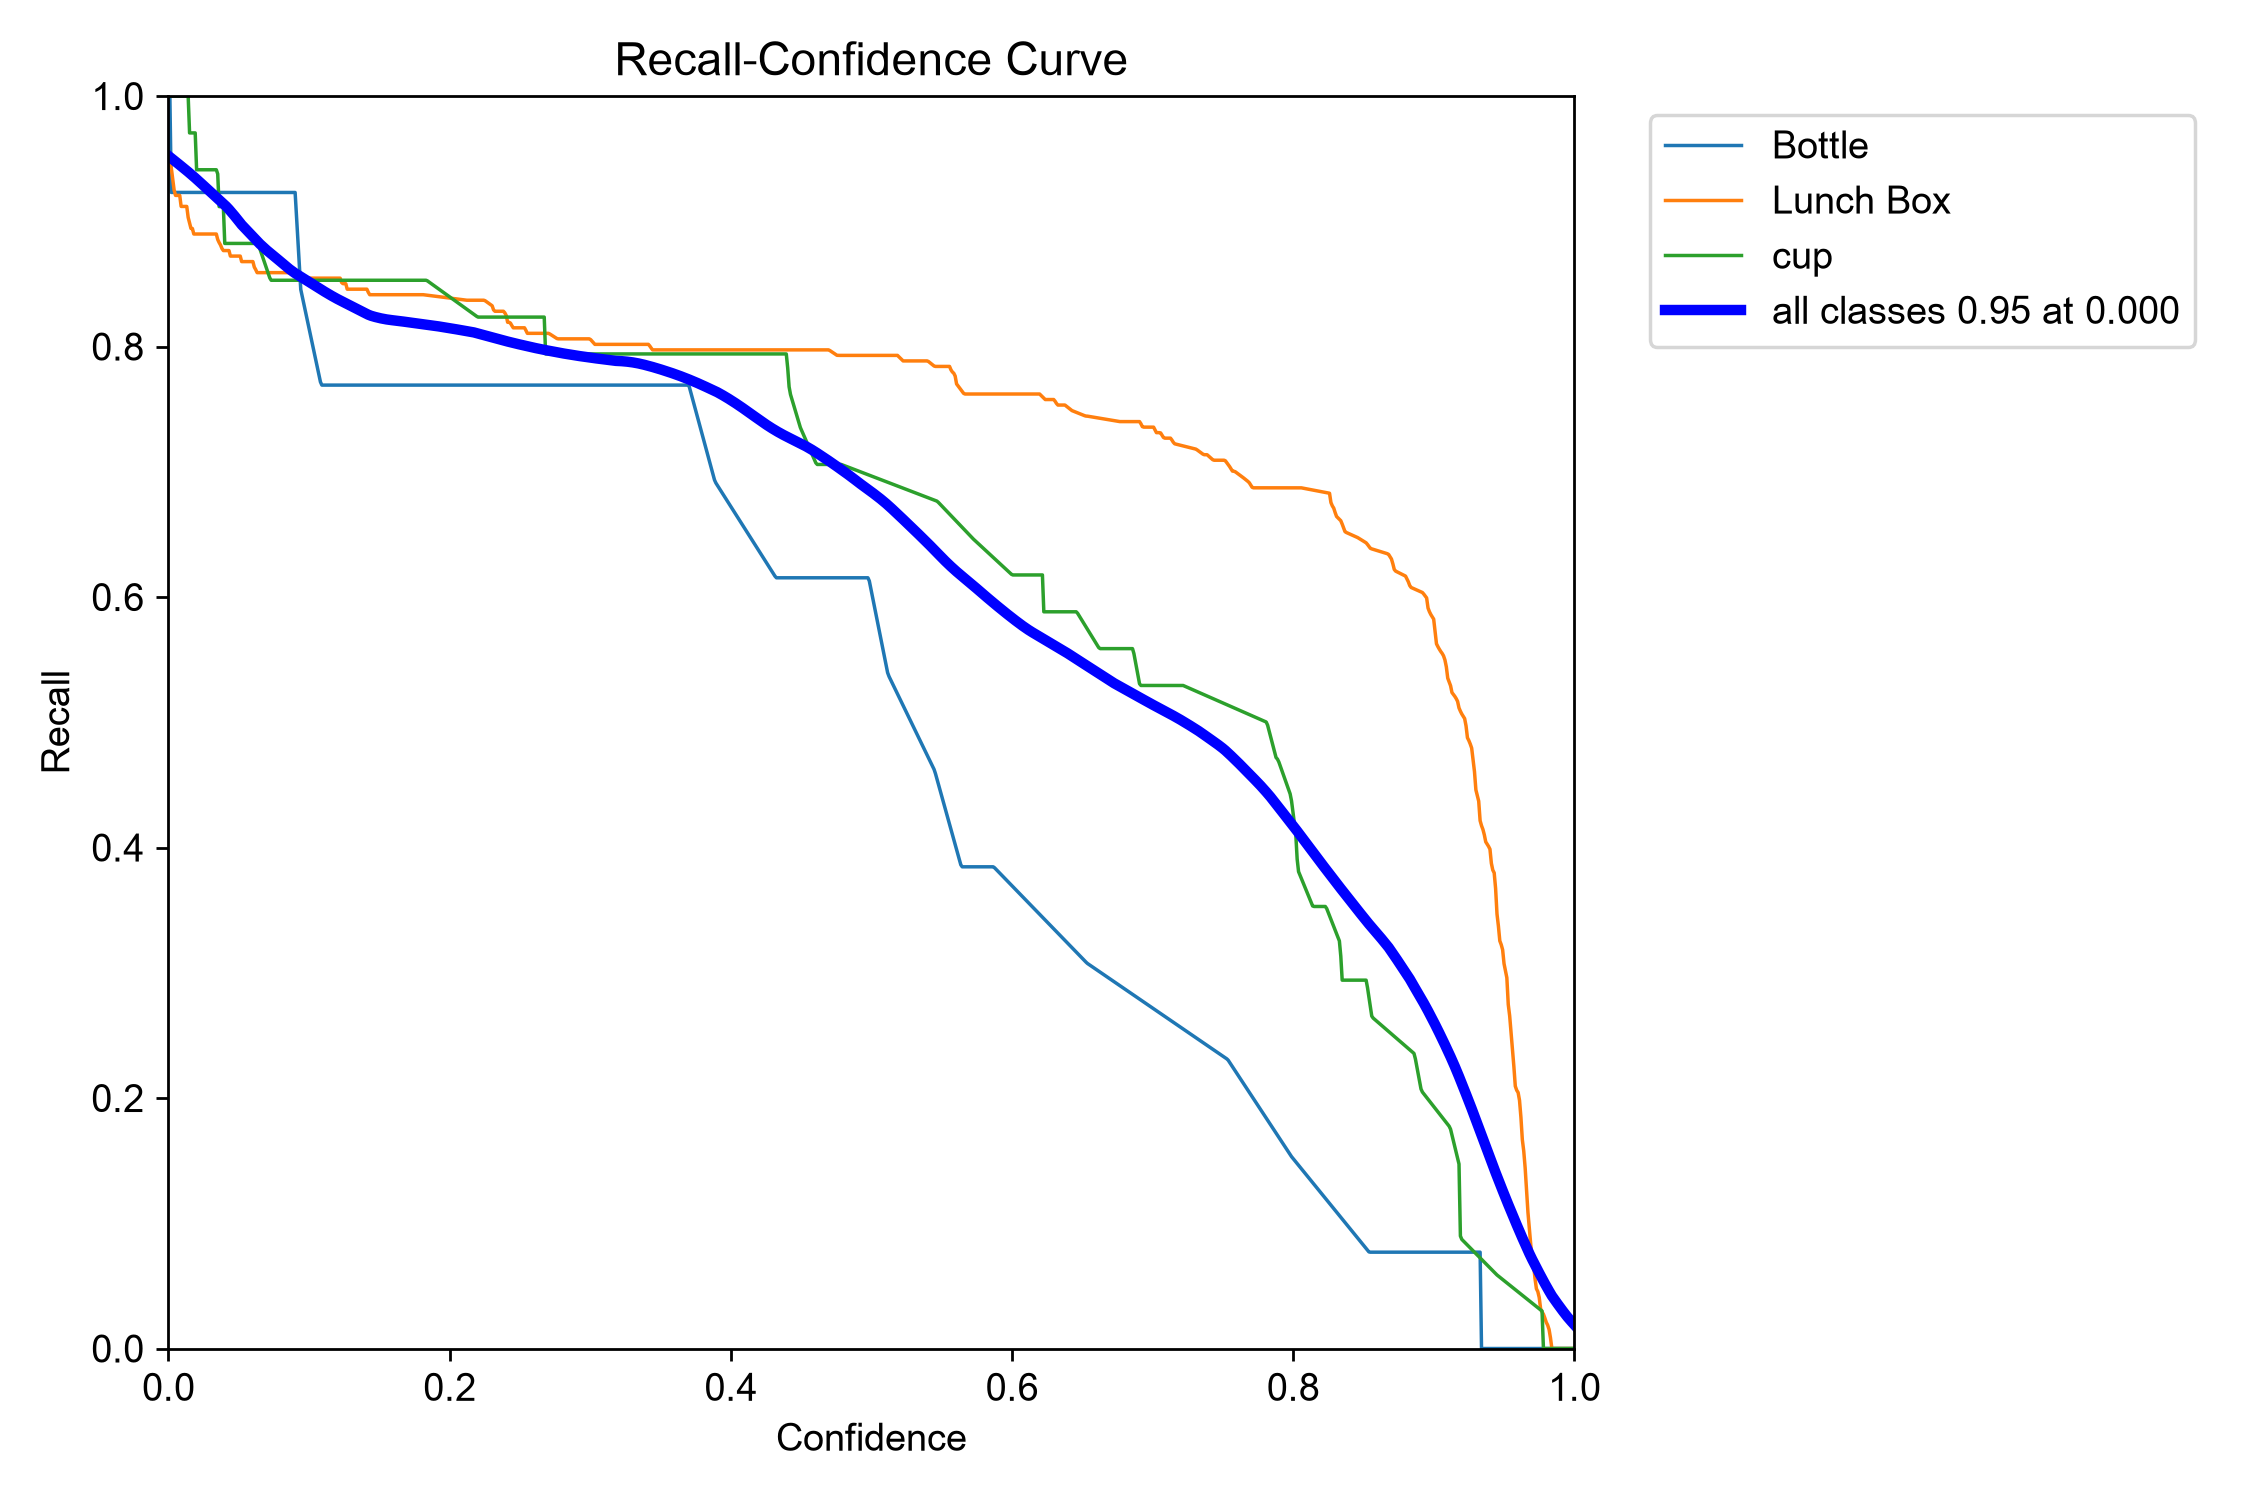 Recall-Confidence Curve
1.0
0.8
0.6
0.4
0.2
0.0
Recall
0.0 0.2 0.4 0.6 0.8 1.0
Confidence
Bottle
Lunch Box
cup
all classes 0.95 at 0.000